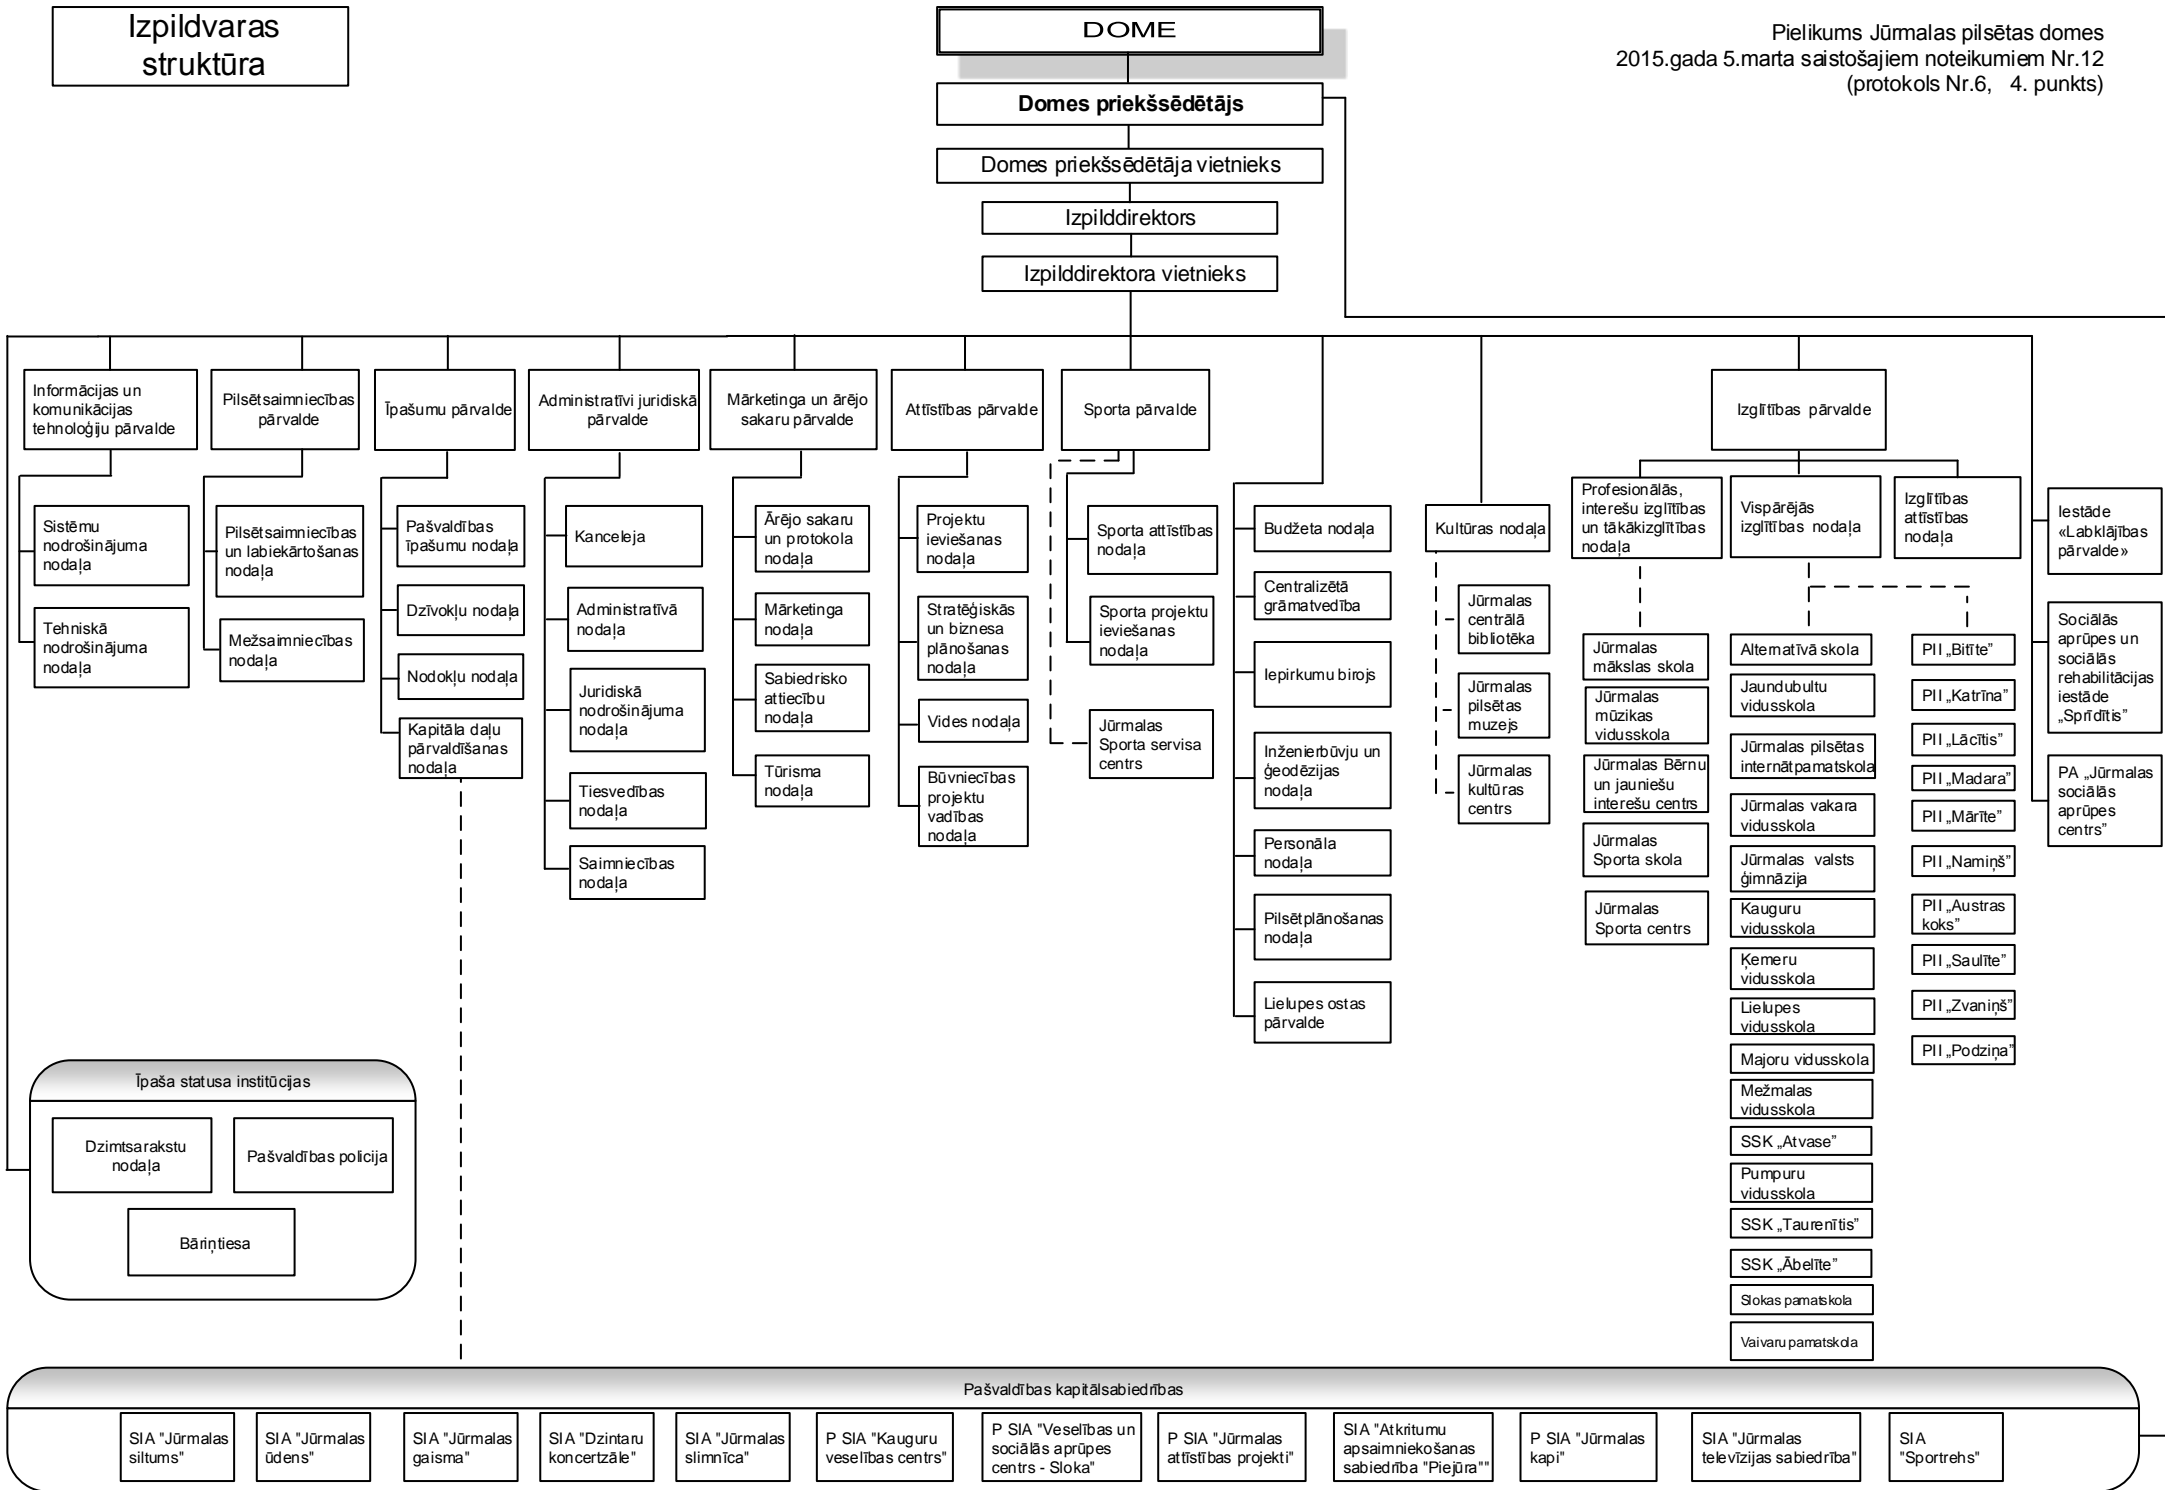 Izpildvaras
struktūra
DOME
Pielikums Jūrmalas pilsētas domes
2015.gada 5.marta saistošajiem noteikumiem Nr.12
(protokols Nr.6, 4. punkts)
Domes priekšsēdētājs
Domes priekšsēdētāja vietnieks
Izpilddirektors
Izpilddirektora vietnieks
Informācijas un
komunikācijas
tehnoloģiju pārvalde
Pilsētsaimniecības
pārvalde
Īpašumu pārvalde
Administratīvi juridiskā
pārvalde
Mārketinga un ārējo
sakaru pārvalde
Attīstības pārvalde
Sporta pārvalde
Izglītības pārvalde
Sistēmu
nodrošinājuma
nodaļa
Tehniskā
nodrošinājuma
nodaļa
Pilsētsaimniecības
un labiekārtošanas
nodaļa
Mežsaimniecības
nodaļa
Pašvaldības
īpašumu nodaļa
Dzīvokļu nodaļa
Nodokļu nodaļa
Kapitāla daļu
pārvaldīšanas
nodaļa
Kanceleja
Administratīvā
nodaļa
Juridiskā
nodrošinājuma
nodaļa
Tiesvedības
nodaļa
Saimniecības
nodaļa
Ārējo sakaru
un protokola
nodaļa
Mārketinga
nodaļa
Sabiedrisko
attiecību
nodaļa
Tūrisma
nodaļa
Projektu
ieviešanas
nodaļa
Stratēģiskās
un biznesa
plānošanas
nodaļa
Vides nodaļa
Būvniecības
projektu
vadības
nodaļa
Sporta attīstības
nodaļa
Sporta projektu
ieviešanas
nodaļa
Jūrmalas
Sporta servisa
centrs
Budžeta nodaļa
Centralizētā
grāmatvedība
Iepirkumu birojs
Inženierbūvju un
ģeodēzijas
nodaļa
Personāla
nodaļa
Pilsētplānošanas
nodaļa
Lielupes ostas
pārvalde
Kultūras nodaļa
Jūrmalas
centrālā
bibliotēka
Jūrmalas
pilsētas
muzejs
Jūrmalas
kultūras
centrs
Profesionālās,
interešu izglītības
un tākākizglītības
nodaļa
Jūrmalas
mākslas skola
Jūrmalas
mūzikas
vidusskola
Jūrmalas Bērnu
un jauniešu
interešu centrs
Jūrmalas
Sporta skola
Jūrmalas
Sporta centrs
Vispārējās
izglītības nodaļa
Alternatīvā skola
Jaundubultu
vidusskola
Jūrmalas pilsētas
internātpamatskola
Jūrmalas vakara
vidusskola
Jūrmalas valsts
ģimnāzija
Kauguru
vidusskola
Ķemeru
vidusskola
Lielupes
vidusskola
Majoru vidusskola
Mežmalas
vidusskola
SSK „Atvase”
Pumpuru
vidusskola
SSK „Taurenītis”
SSK „Ābelīte”
Slokas pamatskola
Vaivaru pamatskola
Izglītības
attīstības
nodaļa
PII „Bitīte”
PII „Katrīna”
PII „Lācītis”
PII „Madara”
PII „Mārīte”
PII „Namiņš”
PII „Austras
koks”
PII „Saulīte”
PII „Zvaniņš”
PII „Podziņa”
Iestāde
«Labklājības
pārvalde»
Sociālās
aprūpes un
sociālās
rehabilitācijas
iestāde
„Sprīdītis”
PA „Jūrmalas
sociālās
aprūpes
centrs”
Īpaša statusa institūcijas
Dzimtsarakstu
nodaļa
Pašvaldības policija
Bāriņtiesa
Pašvaldības kapitālsabiedrības
SIA "Jūrmalas
siltums"
SIA "Jūrmalas
ūdens"
SIA "Jūrmalas
gaisma"
SIA "Dzintaru
koncertzāle"
SIA "Jūrmalas
slimnīca"
P SIA "Kauguru
veselības centrs"
P SIA "Veselības un
sociālās aprūpes
centrs - Sloka"
P SIA "Jūrmalas
attīstības projekti"
SIA "Atkritumu
apsaimniekošanas
sabiedrība "Piejūra""
P SIA "Jūrmalas
kapi"
SIA "Jūrmalas
televīzijas sabiedrība"
SIA
"Sportrehs"